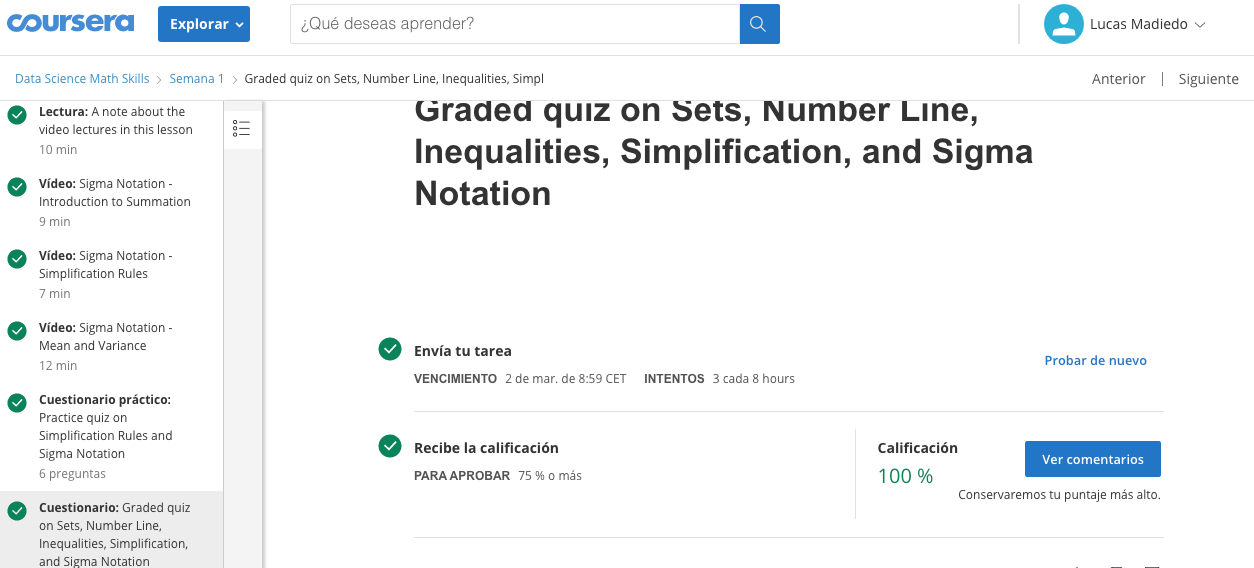 coursera
Explorar
¿Qué deseas aprender?
Lucas Madiedo
Data Science Math Skills > Semana 1 > Graded quiz on Sets, Number Line, Inequalities, Simpl
Anterior | Siguiente
Lectura: A note about the
video lectures in this lesson
10 min
Vídeo: Sigma Notation -
Introduction to Summation
9 min
Vídeo: Sigma Notation -
Simplification Rules
7 min
Vídeo: Sigma Notation -
Mean and Variance
12 min
Cuestionario práctico:
Practice quiz on
Simplification Rules and
Sigma Notation
6 preguntas
Cuestionario: Graded quiz
on Sets, Number Line,
Inequalities, Simplification,
and Sigma Notation
Graded quiz on Sets, Number Line,
Inequalities, Simplification, and Sigma
Notation
Envía tu tarea
VENCIMIENTO 2 de mar. de 8:59 CET INTENTOS 3 cada 8 hours
Probar de nuevo
Recibe la calificación
PARA APROBAR 75 % o más
Calificación
100 %
Ver comentarios
Conservaremos tu puntaje más alto.